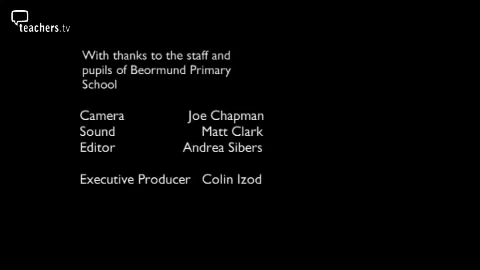 teachers.tv
With thanks to the staff and
pupils of Beormund Primary
School
Camera Joe Chapman
Sound Matt Clark
Editor Andrea Sibers
Executive Producer Colin Izod